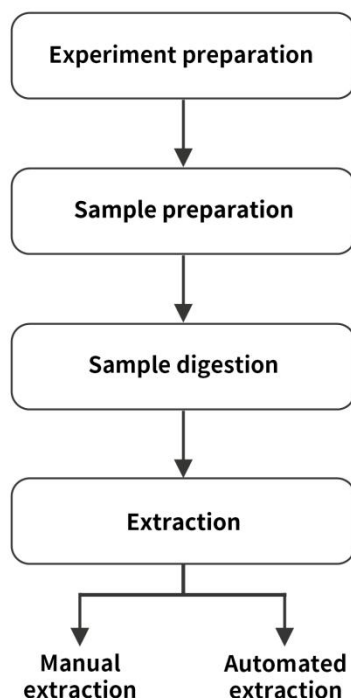 Experiment preparation
Sample preparation
Sample digestion
Extraction
Manual
extraction
Automated
extraction